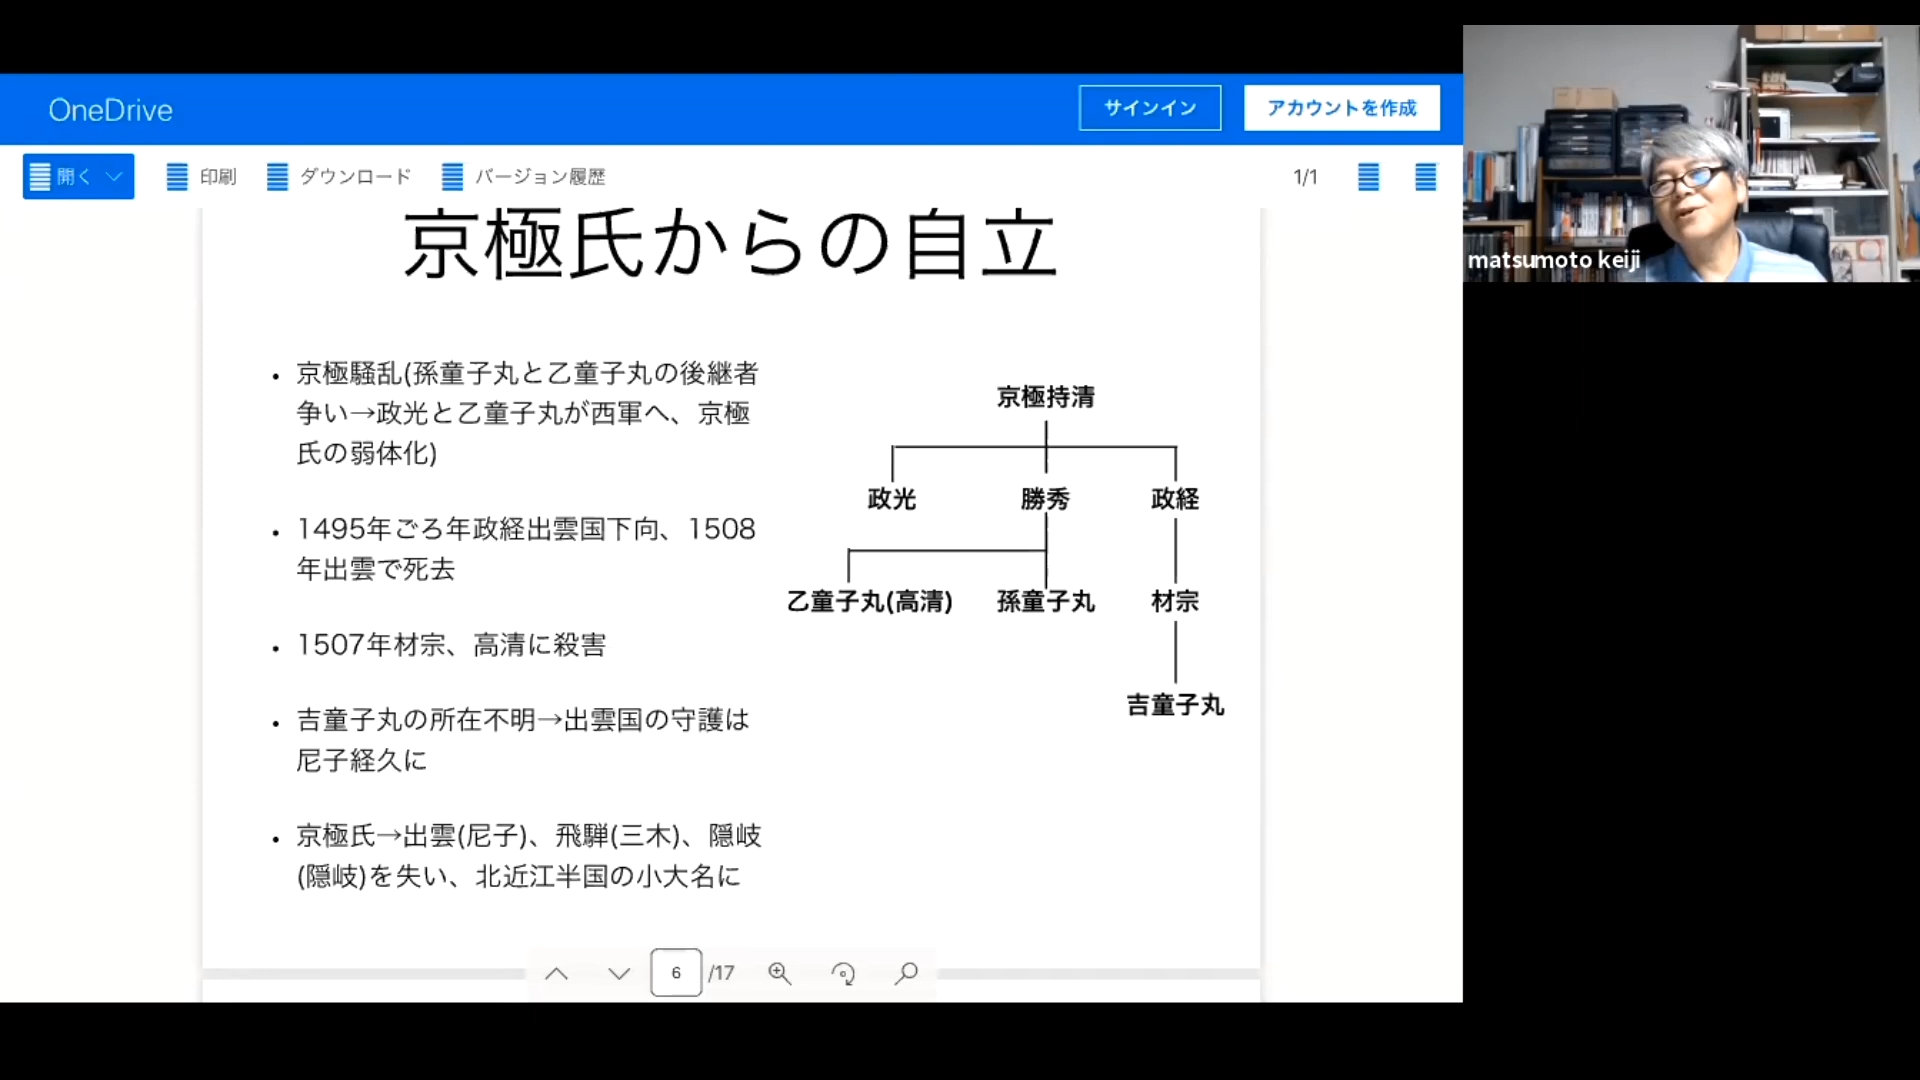 OneDrive
サインイン
アカウントを作成
開く
印刷
ダウンロード
バージョン履歴
1/1
matsumoto keiji
京極氏からの自立
• 京極騒乱(孫童子丸と乙童子丸の後継者
争い→政光と乙童子丸が西軍へ、京極
氏の弱体化)
• 1495年ごろ年政経出雲国下向、1508
年出雲で死去
• 1507年材宗、高清に殺害
• 吉童子丸の所在不明→出雲国の守護は
尼子経久に
• 京極氏→出雲(尼子)、飛騨(三木)、隠岐
(隠岐)を失い、北近江半国の小大名に
京極持清
政光 勝秀 政経
乙童子丸(高清) 孫童子丸 材宗
吉童子丸
6 /17